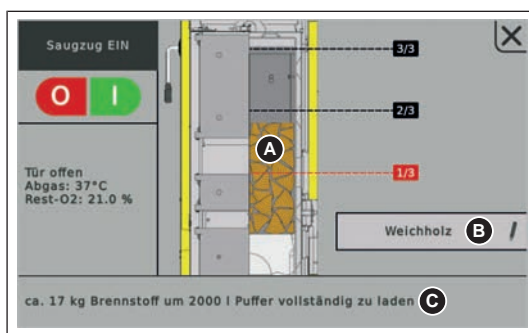 Saugzug EIN
O I
Tür offen
Abgas: 37°C
Rest-O2: 21.0 %
3/3
2/3
A
1/3
Weichholz B
ca. 17 kg Brennstoff um 2000 l Puffer vollständig zu laden C
X